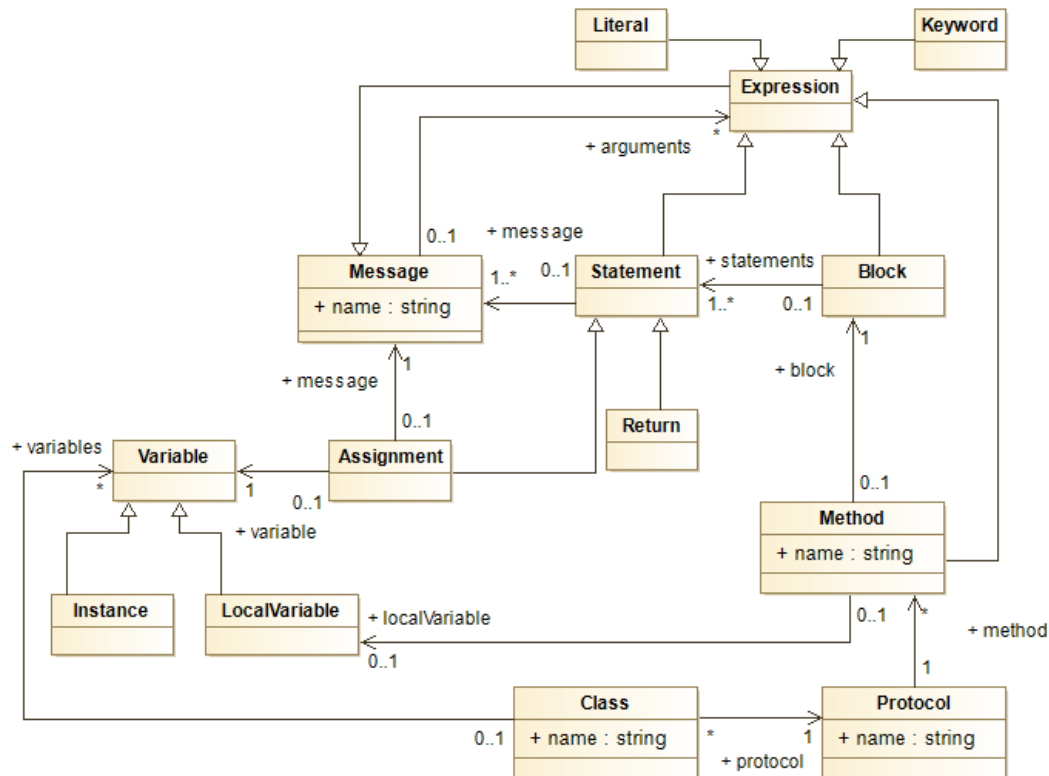 Literal
Keyword
Expression
*
+ arguments
0..1
+ message
Message
+ name : string
1..*
0..1
Statement
+ statements
1..*
0..1
Block
1
+ message
0..1
1
+ block
Return
+ variables
*
Variable
1
0..1
Assignment
+ variable
0..1
Method
+ name : string
Instance
LocalVariable
+ localVariable
0..1
0..1
*
+ method
1
Class
+ name : string
0..1
*
+ protocol
1
Protocol
+ name : string